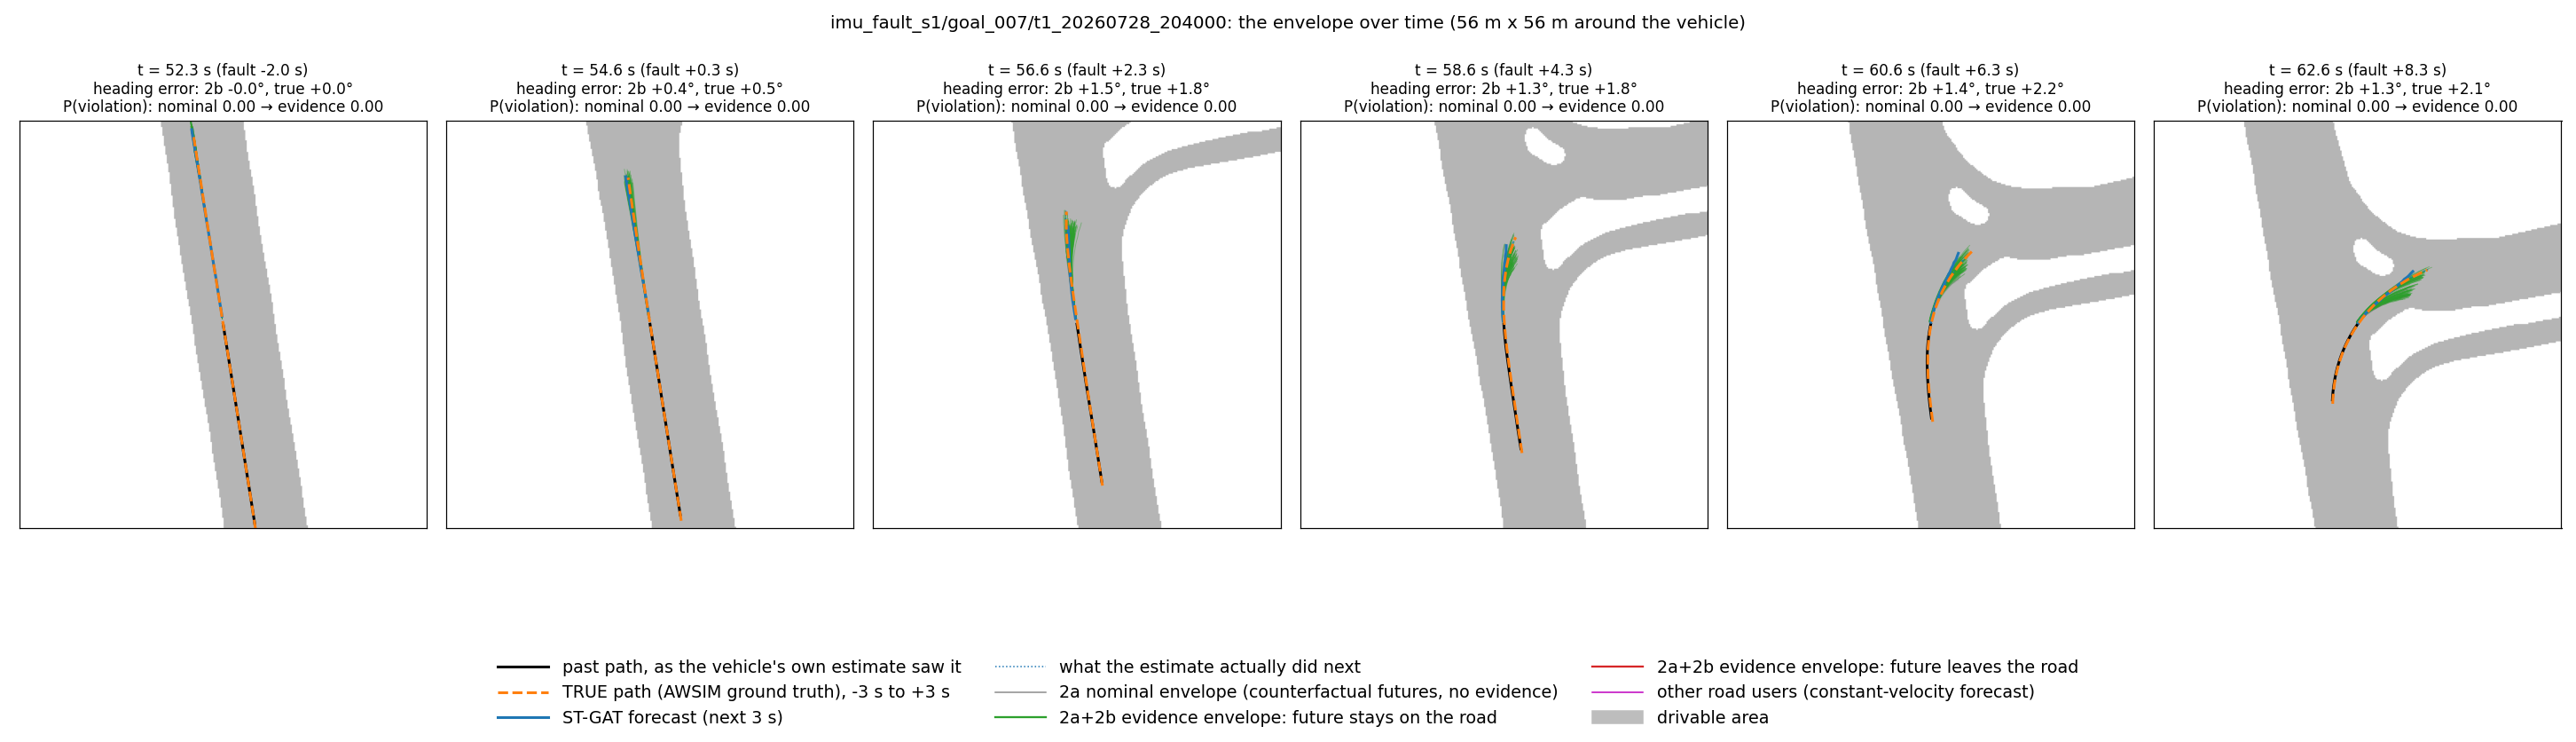 imu_fault_s1/goal_007/t1_20260728_204000: the envelope over time (56 m x 56 m around the vehicle)
t = 52.3 s (fault -2.0 s)
heading error: 2b -0.0°, true +0.0°
P(violation): nominal 0.00 → evidence 0.00
t = 54.6 s (fault +0.3 s)
heading error: 2b +0.4°, true +0.5°
P(violation): nominal 0.00 → evidence 0.00
t = 56.6 s (fault +2.3 s)
heading error: 2b +1.5°, true +1.8°
P(violation): nominal 0.00 → evidence 0.00
t = 58.6 s (fault +4.3 s)
heading error: 2b +1.3°, true +1.8°
P(violation): nominal 0.00 → evidence 0.00
t = 60.6 s (fault +6.3 s)
heading error: 2b +1.4°, true +2.2°
P(violation): nominal 0.00 → evidence 0.00
t = 62.6 s (fault +8.3 s)
heading error: 2b +1.3°, true +2.1°
P(violation): nominal 0.00 → evidence 0.00
past path, as the vehicle's own estimate saw it
TRUE path (AWSIM ground truth), -3 s to +3 s
ST-GAT forecast (next 3 s)
what the estimate actually did next
2a nominal envelope (counterfactual futures, no evidence)
2a+2b evidence envelope: future stays on the road
2a+2b evidence envelope: future leaves the road
other road users (constant-velocity forecast)
drivable area